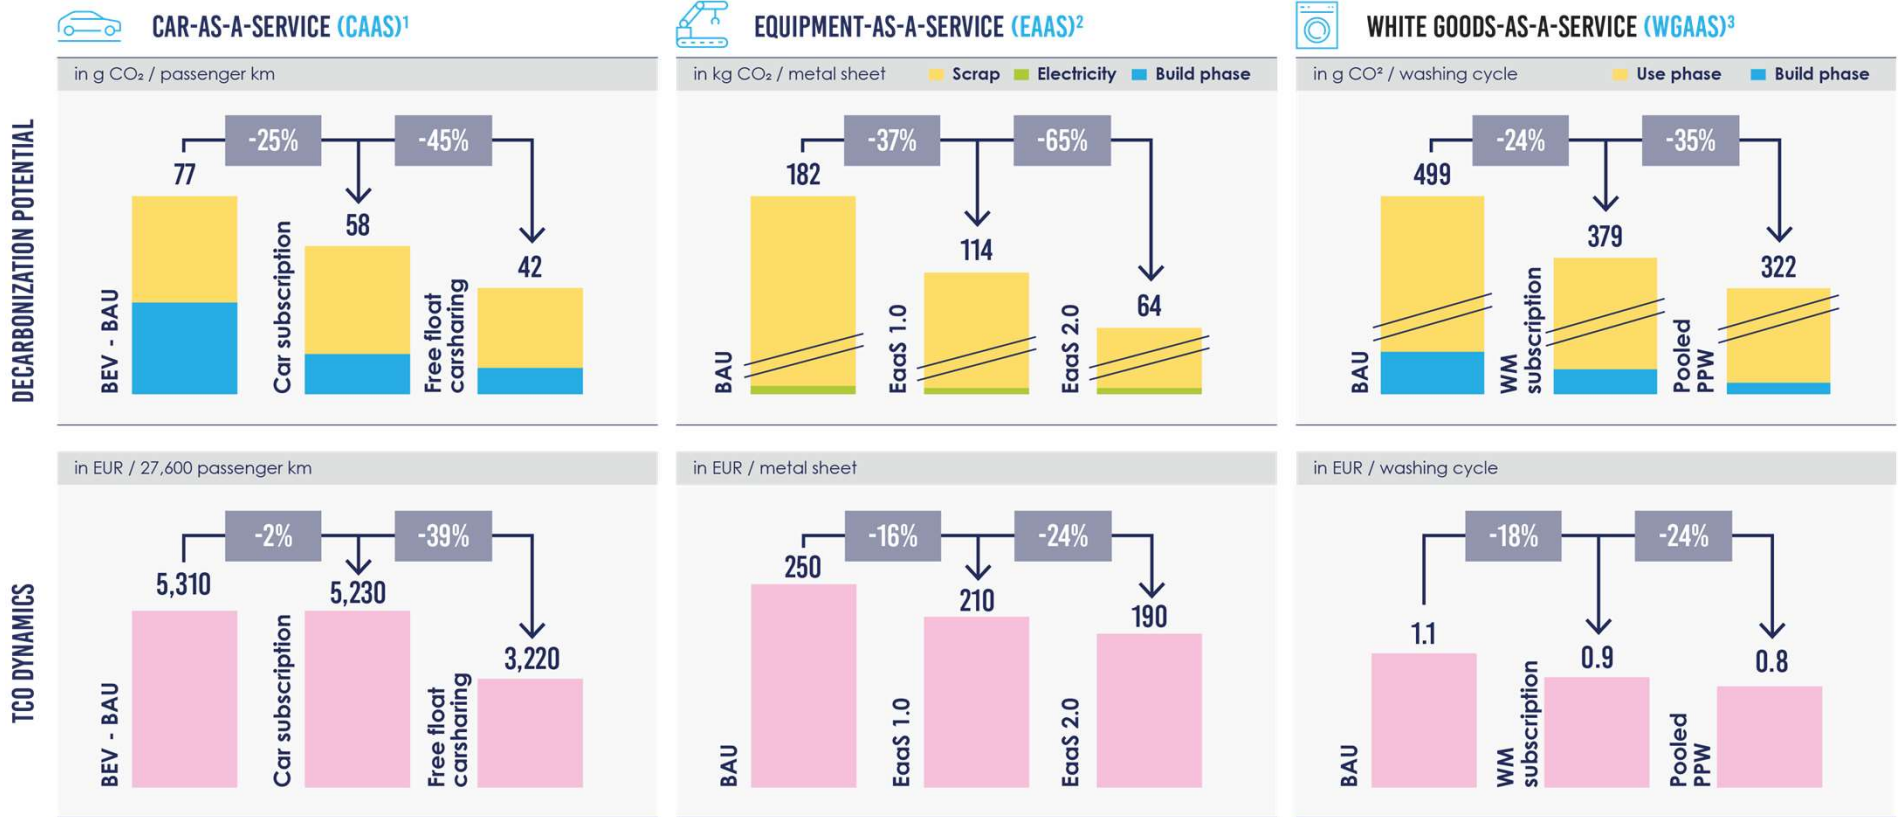 CAR-AS-A-SERVICE (CAAS)¹
EQUIPMENT-AS-A-SERVICE (EAAS)²
WHITE GOODS-AS-A-SERVICE (WGAAS)³
DECARBONIZATION POTENTIAL
in g CO₂ / passenger km
-25%
-45%
77
58
42
BEV - BAU
Car subscription
Free float
carsharing
in kg CO₂ / metal sheet
Scrap
Electricity
Build phase
-37%
-65%
182
114
64
BAU
EaaS 1.0
EaaS 2.0
in g CO² / washing cycle
Use phase
Build phase
-24%
-35%
499
379
322
BAU
WM
subscription
Pooled
PPW
TCO DYNAMICS
in EUR / 27,600 passenger km
-2%
-39%
5,310
5,230
3,220
BEV - BAU
Car subscription
Free float
carsharing
in EUR / metal sheet
-16%
-24%
250
210
190
BAU
EaaS 1.0
EaaS 2.0
in EUR / washing cycle
-18%
-24%
1.1
0.9
0.8
BAU
WM
subscription
Pooled
PPW